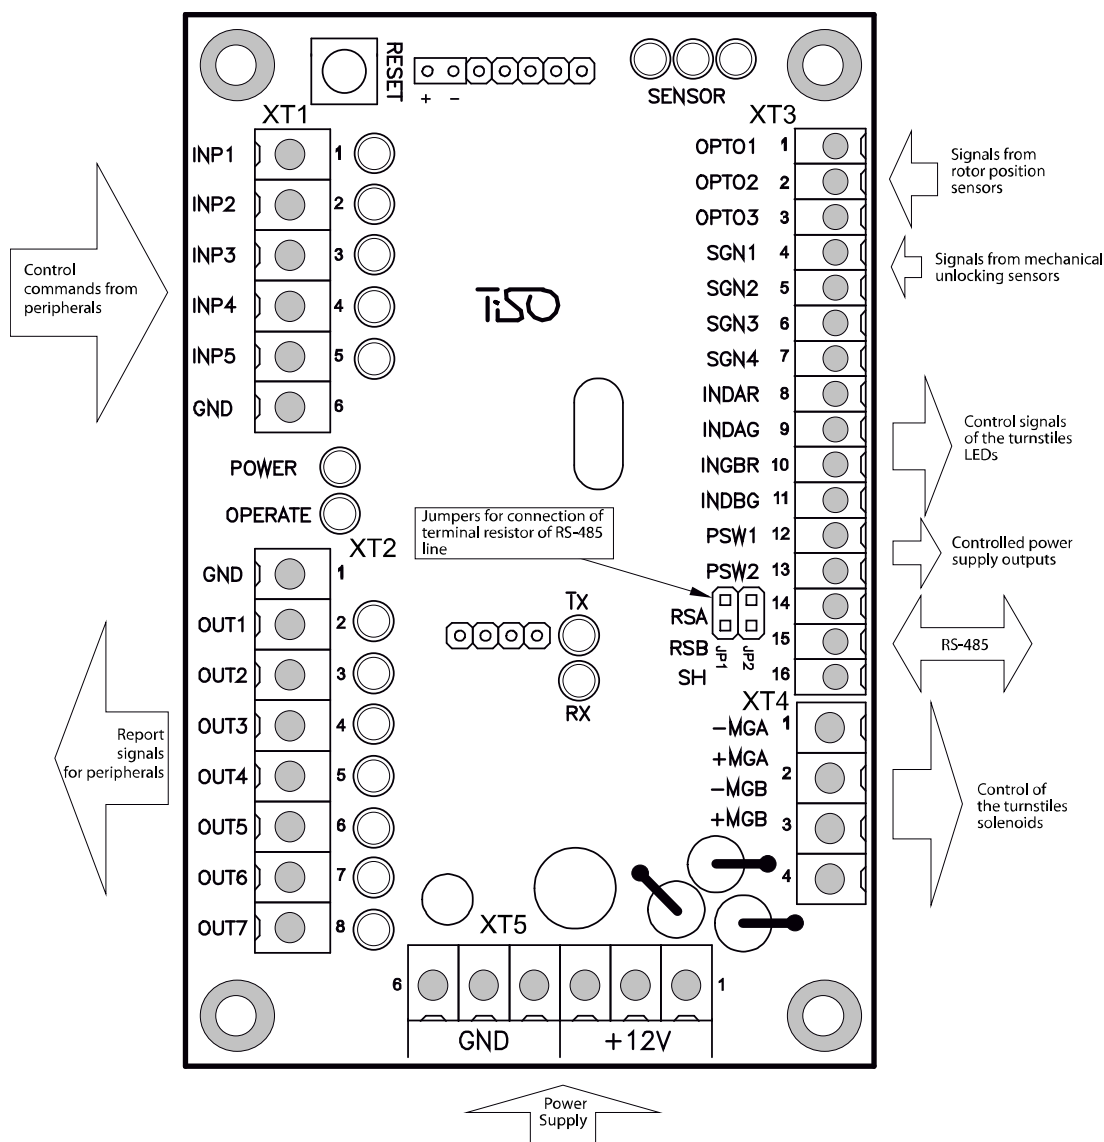 RESET
+ -
SENSOR
XT1
INP1 1
INP2 2
INP3 3
INP4 4
INP5 5
GND 6
Control
commands from
peripherals
TiSO
POWER
OPERATE
XT2
GND 1
OUT1 2
OUT2 3
OUT3 4
OUT4 5
OUT5 6
OUT6 7
OUT7 8
Report
signals
for peripherals
Jumpers for connection of
terminal resistor of RS-485
line
TX
RX
XT3
OPTO1 1
OPTO2 2
OPTO3 3
SGN1 4
SGN2 5
SGN3 6
SGN4 7
INDAR 8
INDAG 9
INGBR 10
INDBG 11
PSW1 12
PSW2 13
RSA 14
RSB 15
SH 16
JP1
JP2
Signals from
rotor position
sensors
Signals from mechanical
unlocking sensors
Control signals
of the turnstiles
LEDs
Controlled power
supply outputs
RS-485
XT4
-MGA 1
+MGA 2
-MGB 3
+MGB 4
Control of
the turnstiles
solenoids
XT5
6 1
GND +12V
Power
Supply